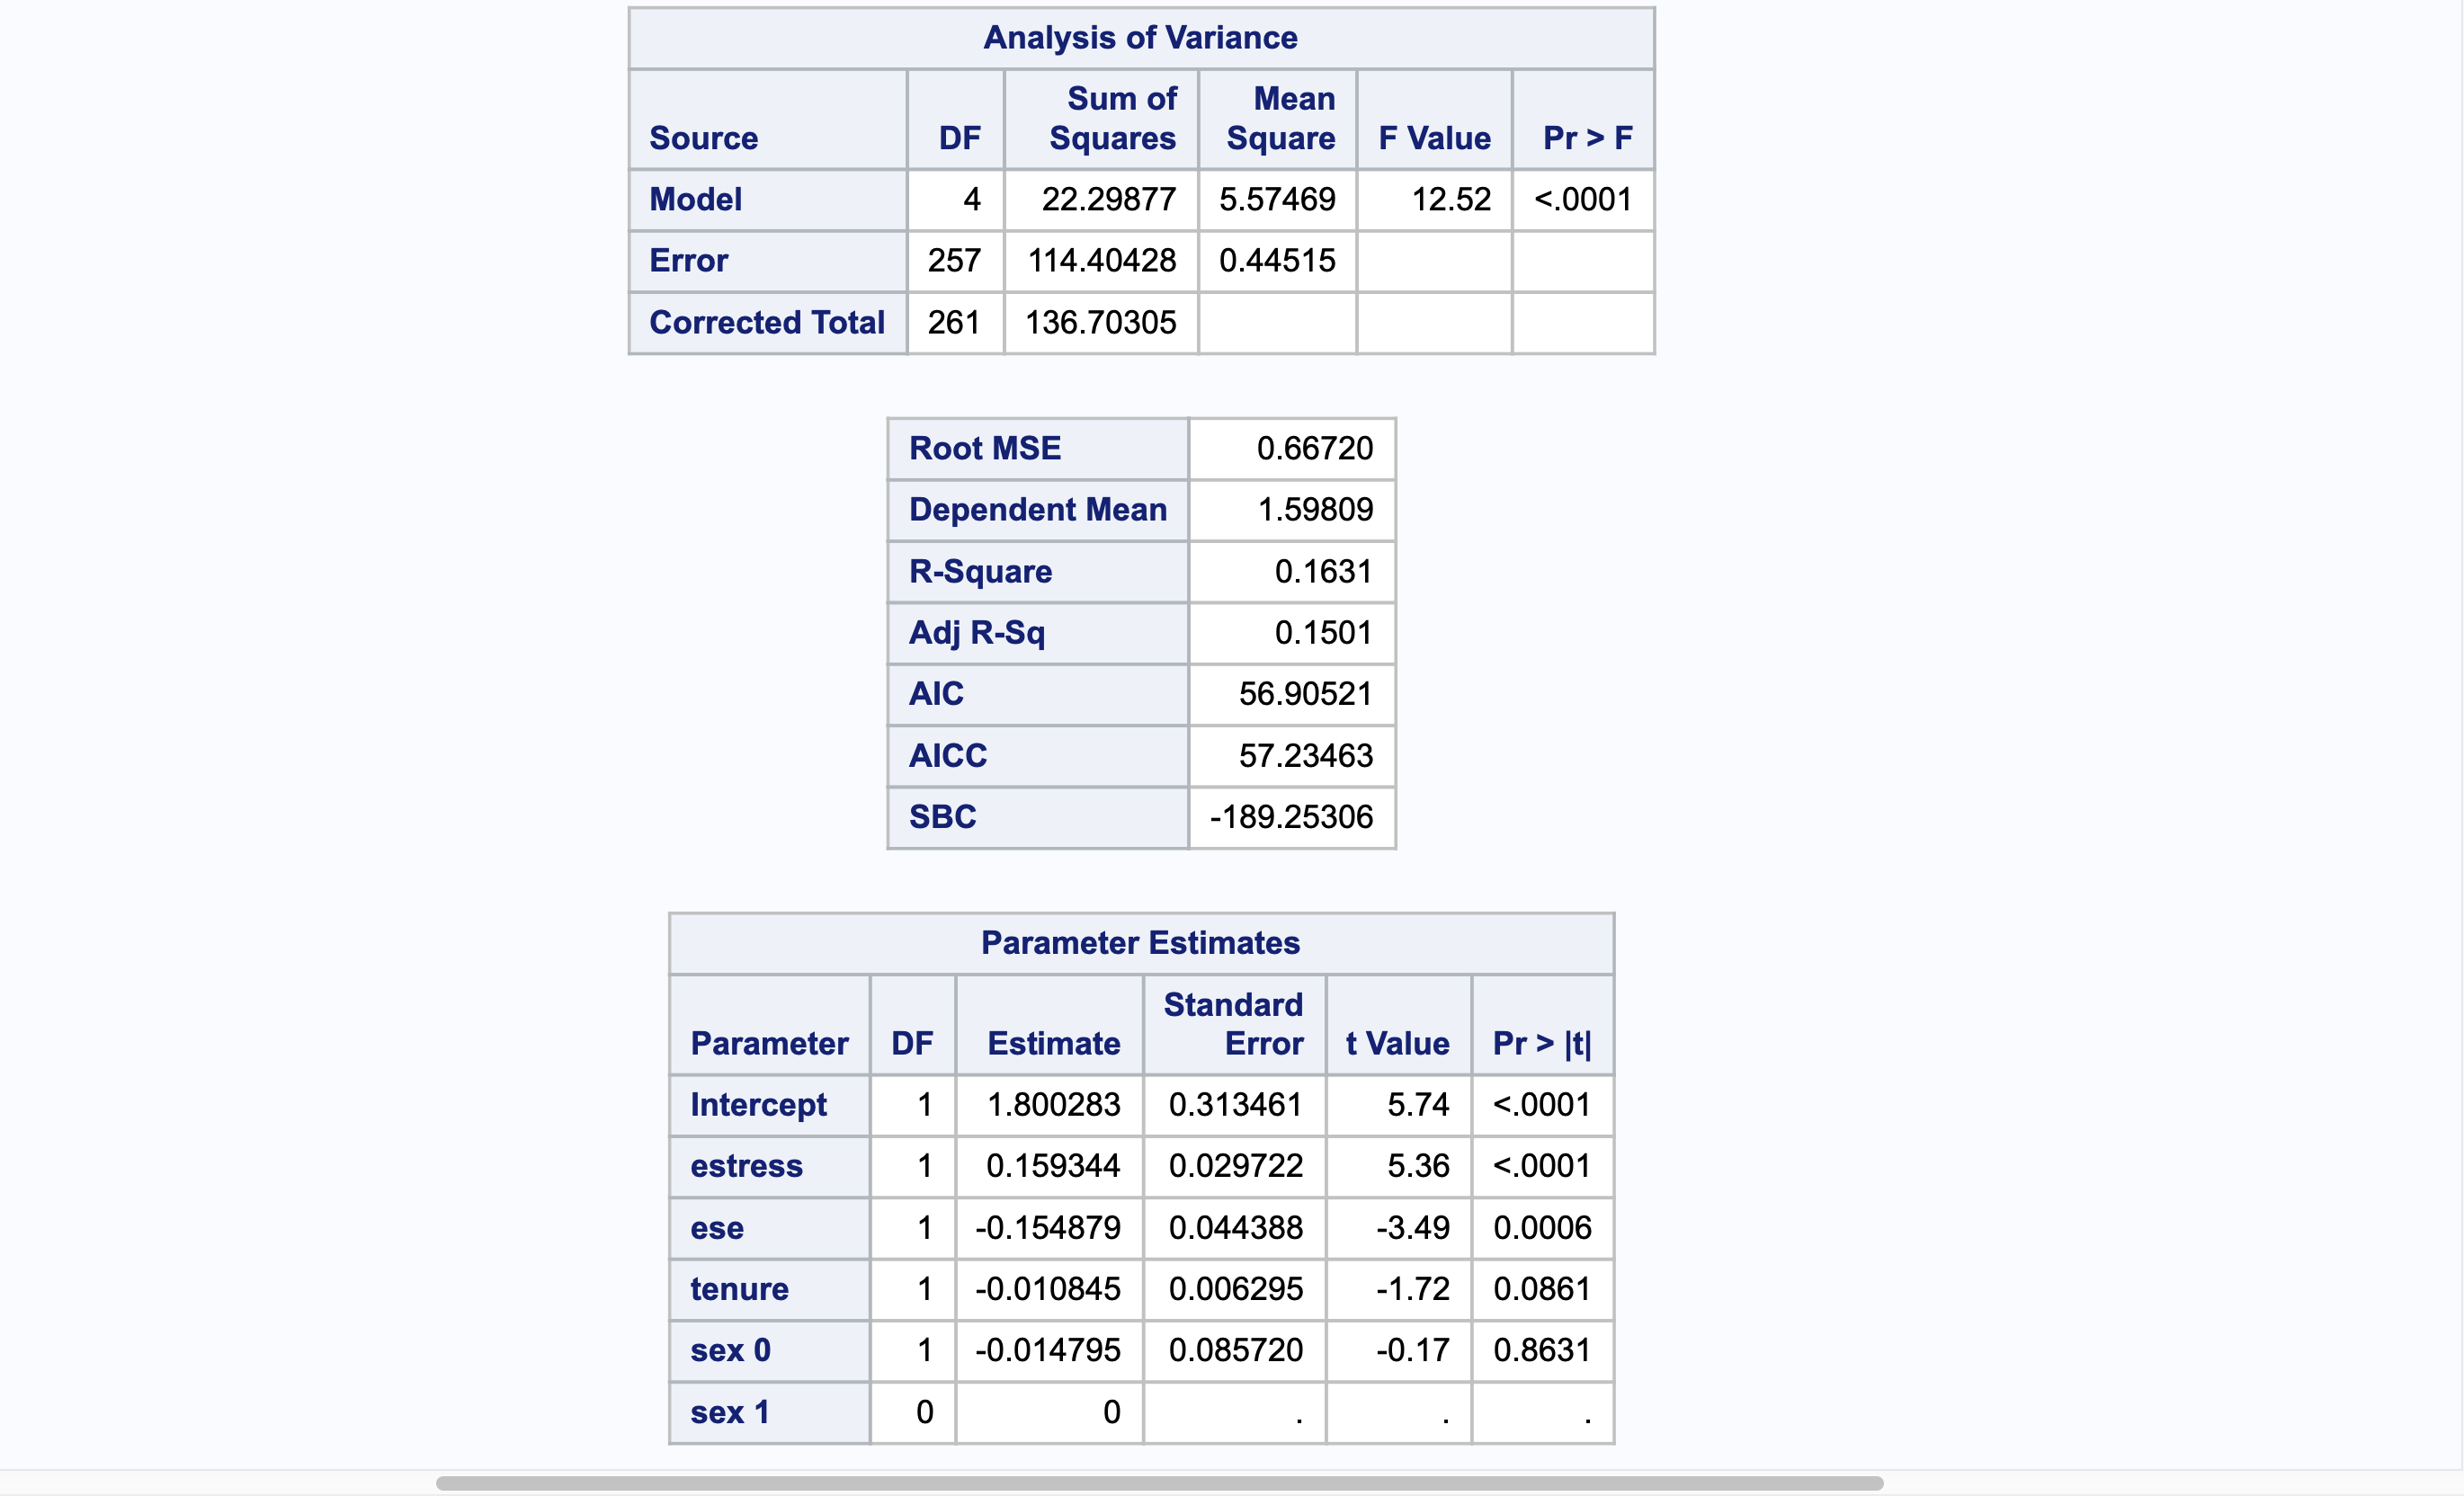 Analysis of Variance
Source DF Sum of Squares Mean Square F Value Pr > F
Model 4 22.29877 5.57469 12.52 <.0001
Error 257 114.40428 0.44515
Corrected Total 261 136.70305
Root MSE 0.66720
Dependent Mean 1.59809
R-Square 0.1631
Adj R-Sq 0.1501
AIC 56.90521
AICC 57.23463
SBC -189.25306
Parameter Estimates
Parameter DF Estimate Standard Error t Value Pr > |t|
Intercept 1 1.800283 0.313461 5.74 <.0001
estress 1 0.159344 0.029722 5.36 <.0001
ese 1 -0.154879 0.044388 -3.49 0.0006
tenure 1 -0.010845 0.006295 -1.72 0.0861
sex 0 1 -0.014795 0.085720 -0.17 0.8631
sex 1 0 0 . . .